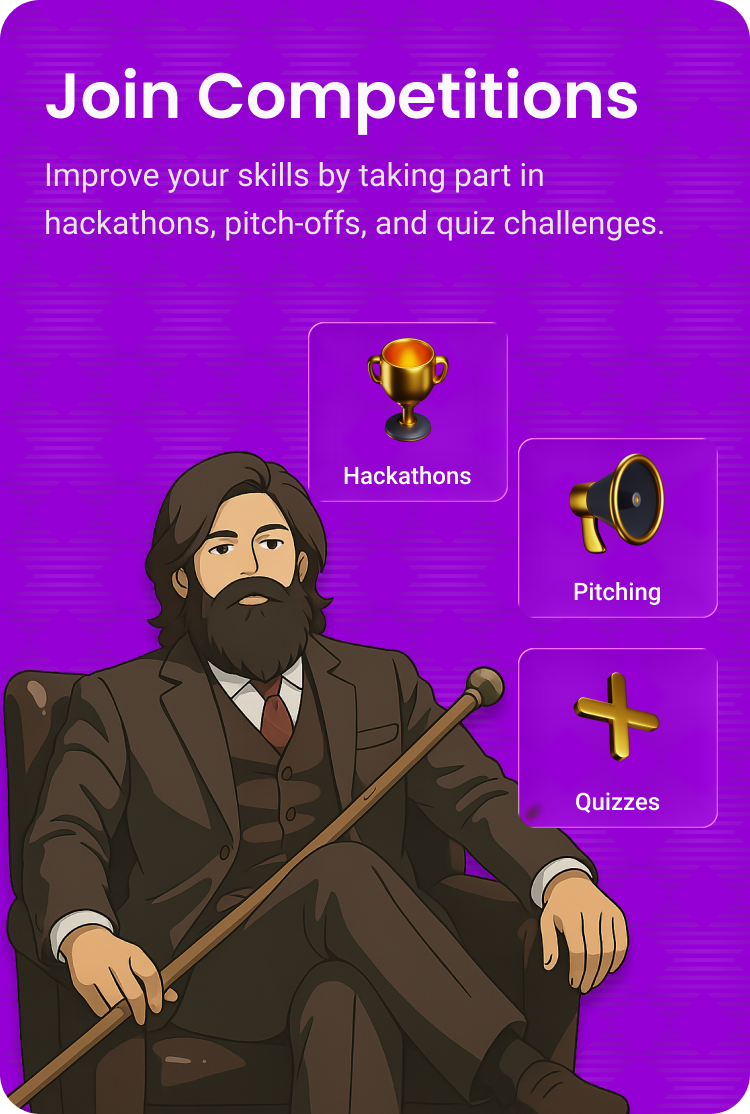 Join Competitions
Improve your skills by taking part in
hackathons, pitch-offs, and quiz challenges.
Hackathons
Pitching
Quizzes